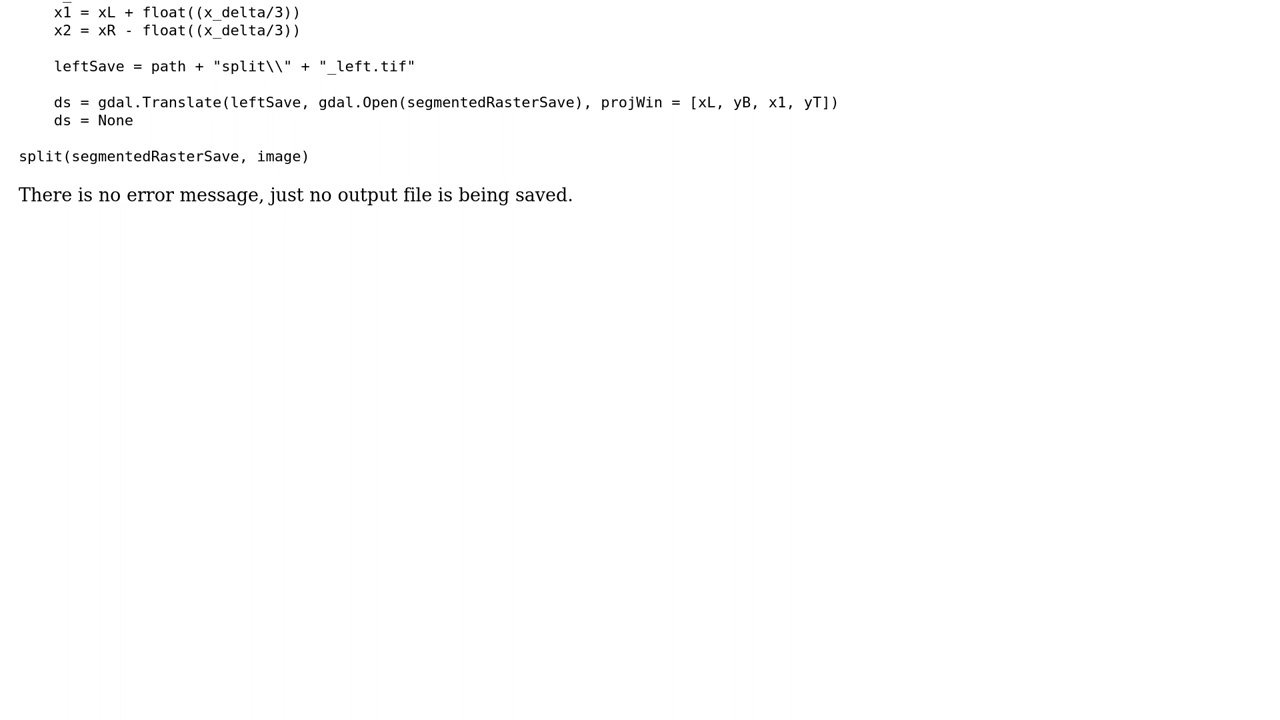 x1 = xL + float((x_delta/3))
x2 = xR - float((x_delta/3))
leftSave = path + "split\\" + "_left.tif"
ds = gdal.Translate(leftSave, gdal.Open(segmentedRasterSave), projWin = [xL, yB, x1, yT])
ds = None
split(segmentedRasterSave, image)
There is no error message, just no output file is being saved.